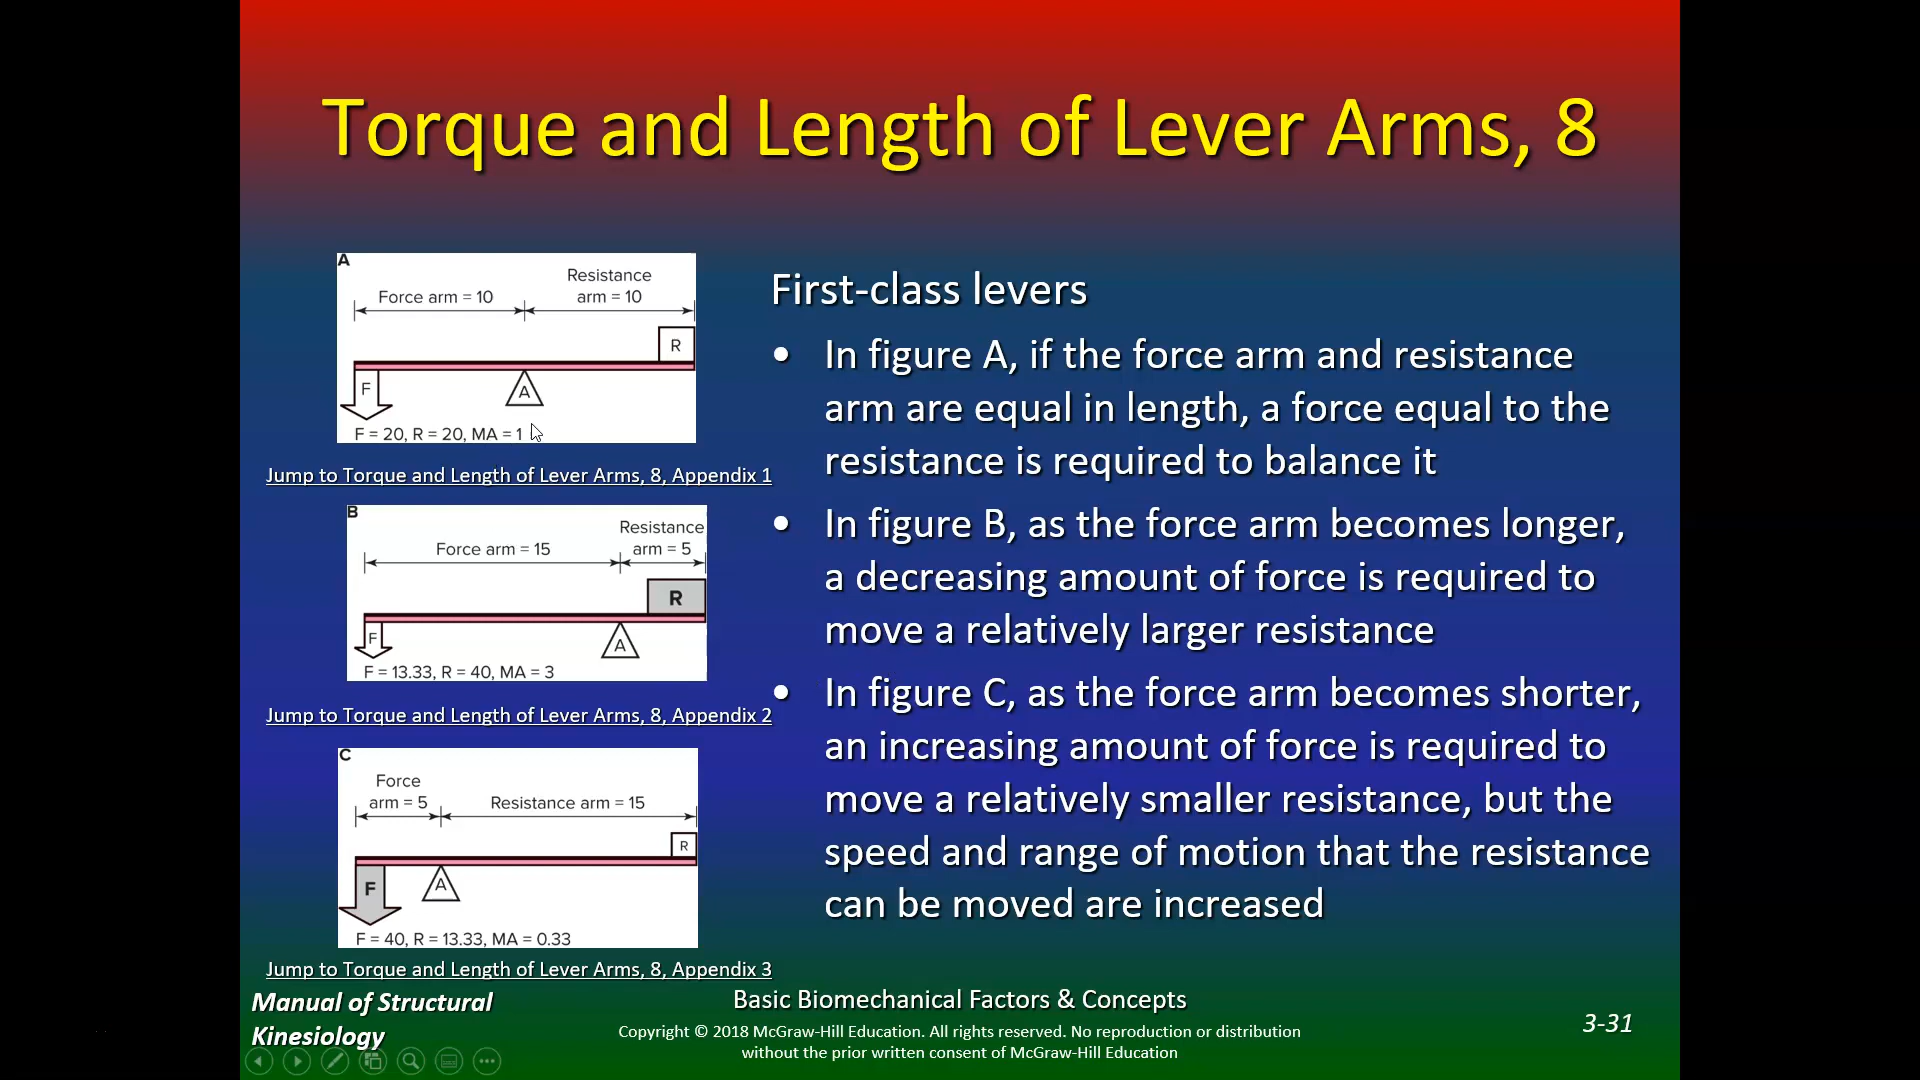 Torque and Length of Lever Arms, 8
A
Resistance
Force arm = 10
arm = 10
R
F
A
F = 20, R = 20, MA = 1
Jump to Torque and Length of Lever Arms, 8, Appendix 1
B
Resistance
Force arm = 15
arm = 5
R
F
A
F = 13.33, R = 40, MA = 3
Jump to Torque and Length of Lever Arms, 8, Appendix 2
C
Force
arm = 5
Resistance arm = 15
R
F
A
F = 40, R = 13.33, MA = 0.33
Jump to Torque and Length of Lever Arms, 8, Appendix 3
First-class levers
• In figure A, if the force arm and resistance
arm are equal in length, a force equal to the
resistance is required to balance it
• In figure B, as the force arm becomes longer,
a decreasing amount of force is required to
move a relatively larger resistance
• In figure C, as the force arm becomes shorter,
an increasing amount of force is required to
move a relatively smaller resistance, but the
speed and range of motion that the resistance
can be moved are increased
Manual of Structural
Kinesiology
Basic Biomechanical Factors & Concepts
Copyright © 2018 McGraw-Hill Education. All rights reserved. No reproduction or distribution
without the prior written consent of McGraw-Hill Education
3-31